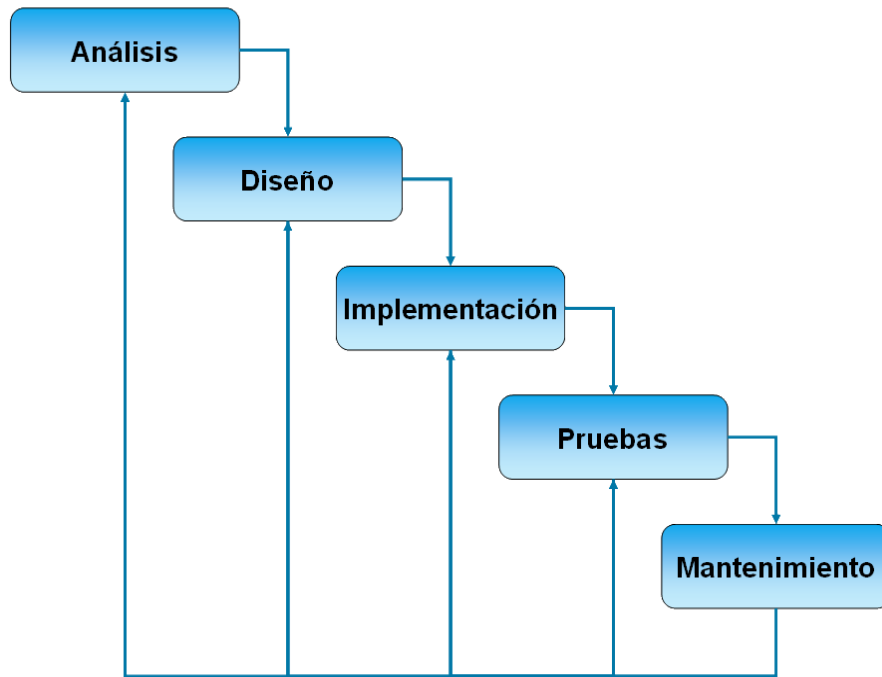 Análisis
Diseño
Implementación
Pruebas
Mantenimiento